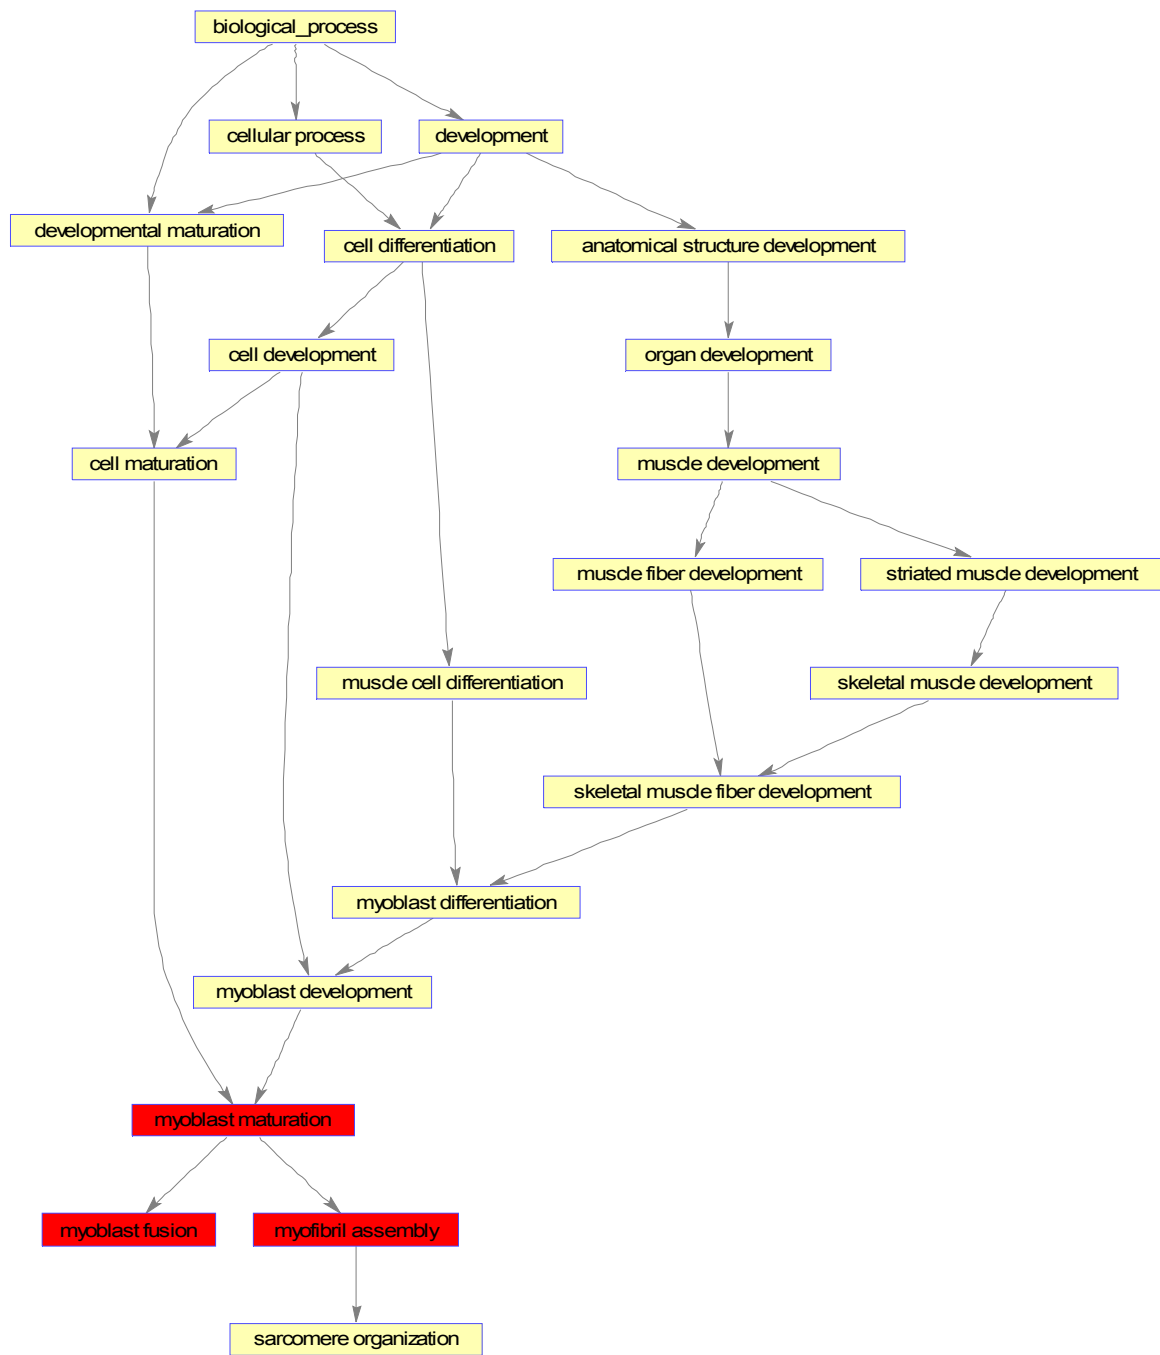 biological_process
cellular process
development
developmental maturation
cell differentiation
anatomical structure development
cell development
organ development
cell maturation
muscle development
muscle fiber development
striated muscle development
muscle cell differentiation
skeletal muscle development
skeletal muscle fiber development
myoblast differentiation
myoblast development
myoblast maturation
myoblast fusion
myofibril assembly
sarcomere organization